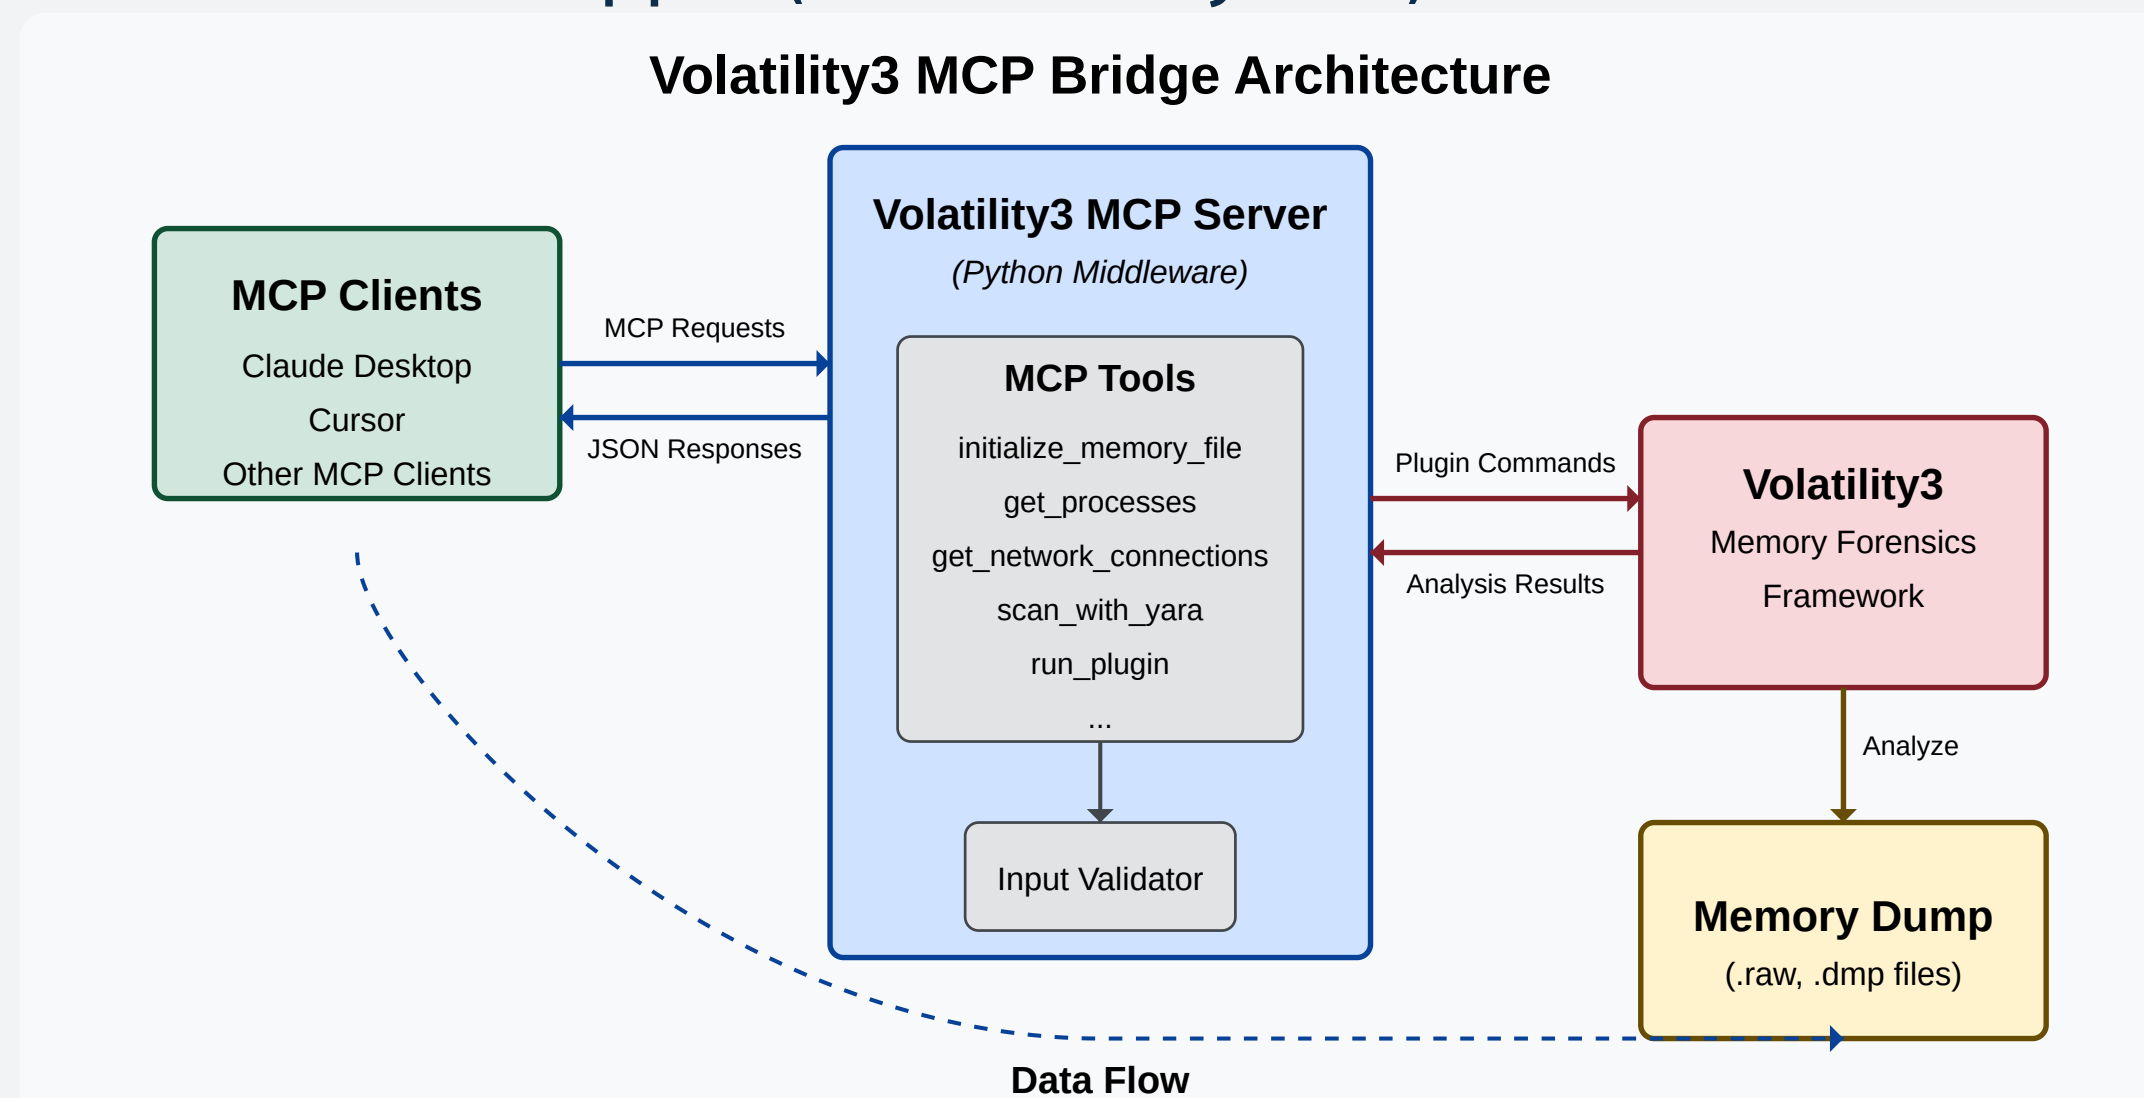 Volatility3 MCP Bridge Architecture
MCP Clients
Claude Desktop
Cursor
Other MCP Clients
MCP Requests
JSON Responses
Volatility3 MCP Server
(Python Middleware)
MCP Tools
initialize_memory_file
get_processes
get_network_connections
scan_with_yara
run_plugin
...
Input Validator
Plugin Commands
Analysis Results
Volatility3
Memory Forensics
Framework
Analyze
Memory Dump
(.raw, .dmp files)
Data Flow